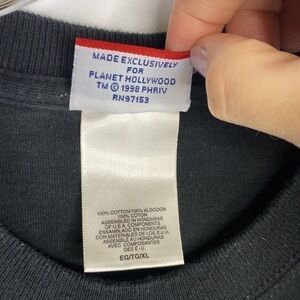 MADE EXCLUSIVELY
FOR
PLANET HOLLYWOOD
TM © 1998 PHRIV
RN97153
100% COTTON/100% ALGODON
100% COTON
ASSEMBLED IN HONDURAS
OF U.S.A. COMPONENTS
ENSAMBLADO EN HONDURAS
CON MATERIALES DE LOS E.U.A.
ASSEMBLE AU HONDURAS
AVEC COMPOSANTES
DES E.-U.
EG/TG/XL